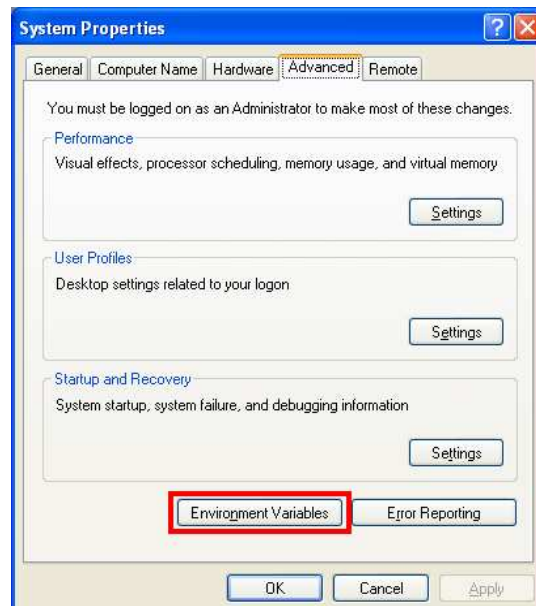 System Properties
General Computer Name Hardware Advanced Remote
You must be logged on as an Administrator to make most of these changes.
Performance
Visual effects, processor scheduling, memory usage, and virtual memory
Settings
User Profiles
Desktop settings related to your logon
Settings
Startup and Recovery
System startup, system failure, and debugging information
Settings
Environment Variables Error Reporting
OK Cancel Apply